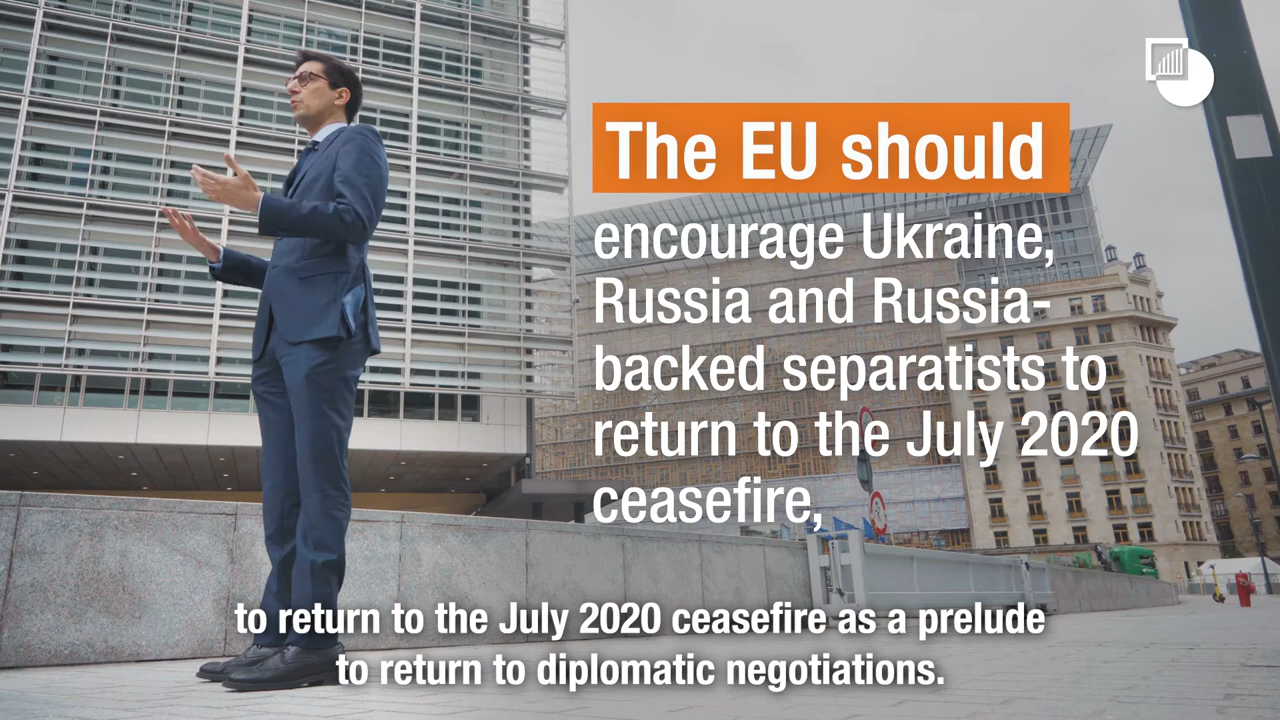 The EU should
encourage Ukraine,
Russia and Russia-
backed separatists to
return to the July 2020
ceasefire,
to return to the July 2020 ceasefire as a prelude
to return to diplomatic negotiations.